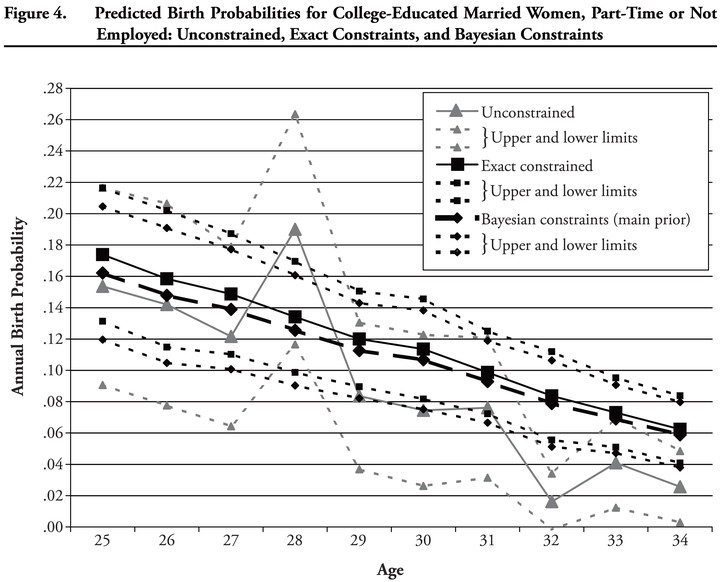 Figure 4. Predicted Birth Probabilities for College-Educated Married Women, Part-Time or Not
Employed: Unconstrained, Exact Constraints, and Bayesian Constraints
.28
.26
.24
.22
.20
.18
.16
.14
.12
.10
.08
.06
.04
.02
.00
Annual Birth Probability
Unconstrained
}Upper and lower limits
Exact constrained
}Upper and lower limits
Bayesian constraints (main prior)
}Upper and lower limits
25 26 27 28 29 30 31 32 33 34
Age